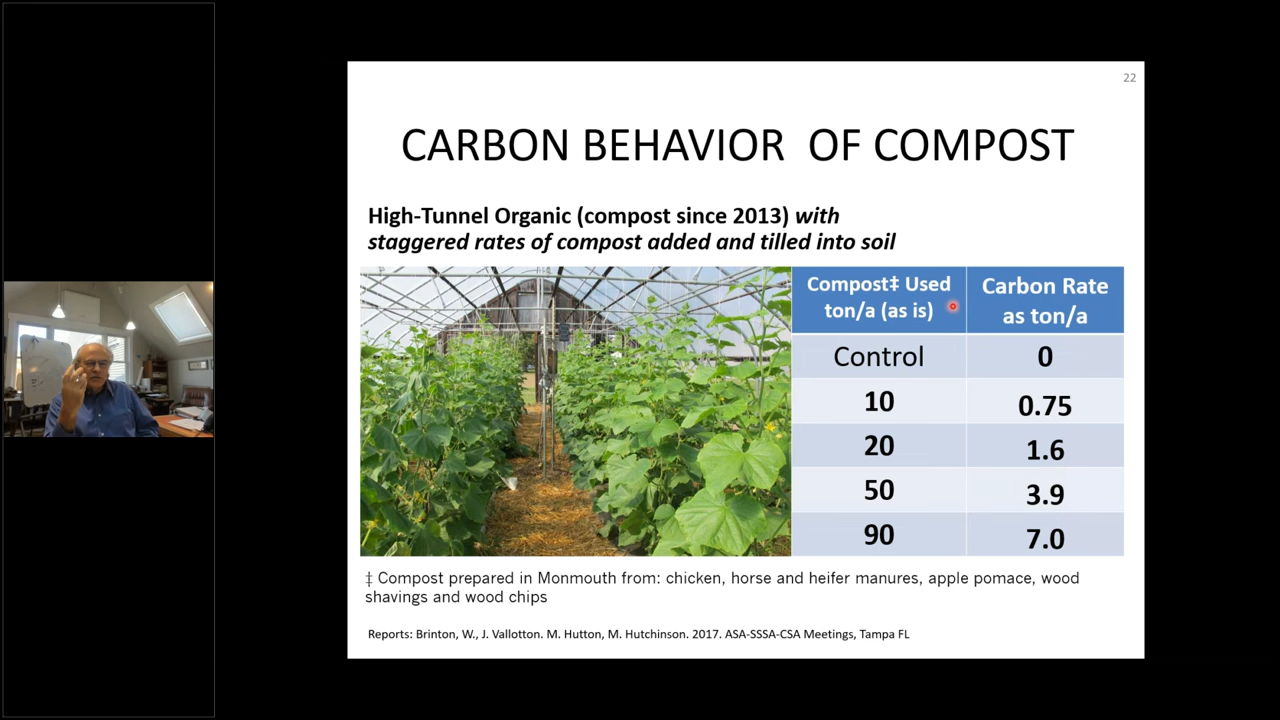 22
CARBON BEHAVIOR OF COMPOST
High-Tunnel Organic (compost since 2013) with
staggered rates of compost added and tilled into soil
Compost‡ Used
ton/a (as is)
Carbon Rate
as ton/a
Control 0
10 0.75
20 1.6
50 3.9
90 7.0
‡ Compost prepared in Monmouth from: chicken, horse and heifer manures, apple pomace, wood
shavings and wood chips
Reports: Brinton, W., J. Vallotton. M. Hutton, M. Hutchinson. 2017. ASA-SSSA-CSA Meetings, Tampa FL